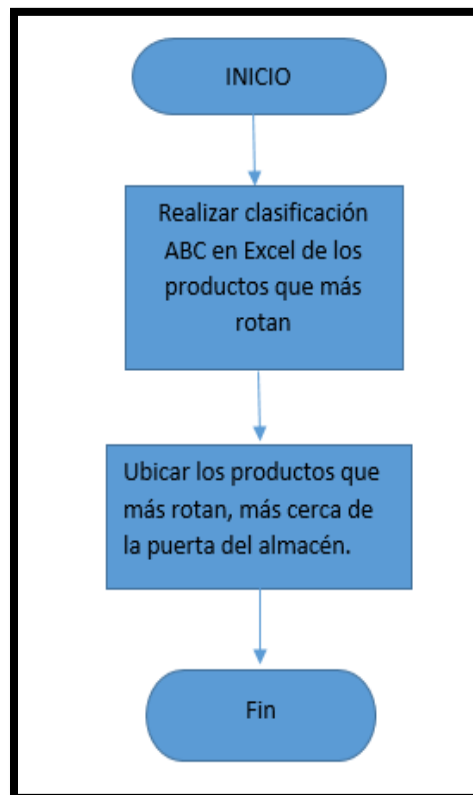 INICIO
Realizar clasificación
ABC en Excel de los
productos que más
rotan
Ubicar los productos que
más rotan, más cerca de
la puerta del almacén.
Fin